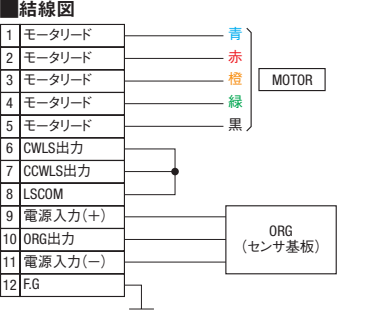 ■結線図
1 モータリード 青
2 モータリード 赤
3 モータリード 橙
MOTOR
4 モータリード 緑
5 モータリード 黒
6 CWLS出力
7 CCWLS出力
8 LSCOM
9 電源入力(+)
10 ORG出力
11 電源入力(−)
12 F.G
ORG
(センサ基板)